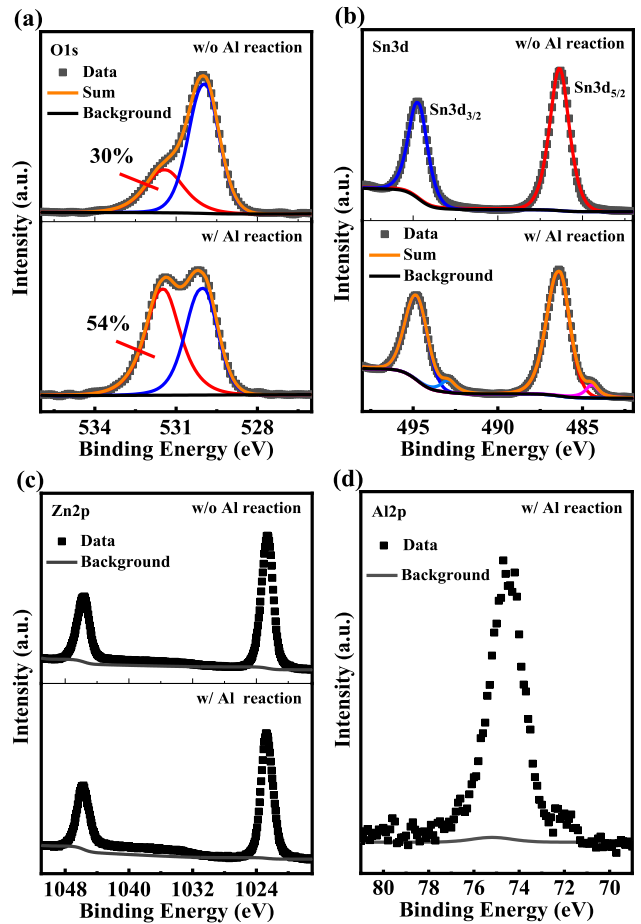 (a)
O1s
w/o Al reaction
Data
Sum
Background
30%
w/ Al reaction
54%
Intensity (a.u.)
534 531 528
Binding Energy (eV)
(b)
Sn3d
w/o Al reaction
Sn3d5/2
Sn3d3/2
Data
w/ Al reaction
Sum
Background
Intensity (a.u.)
495 490 485
Binding Energy (eV)
(c)
Zn2p
w/o Al reaction
Data
Background
w/ Al reaction
Intensity (a.u.)
1048 1040 1032 1024
Binding Energy (eV)
(d)
Al2p
w/ Al reaction
Data
Background
Intensity (a.u.)
80 78 76 74 72 70
Binding Energy (eV)